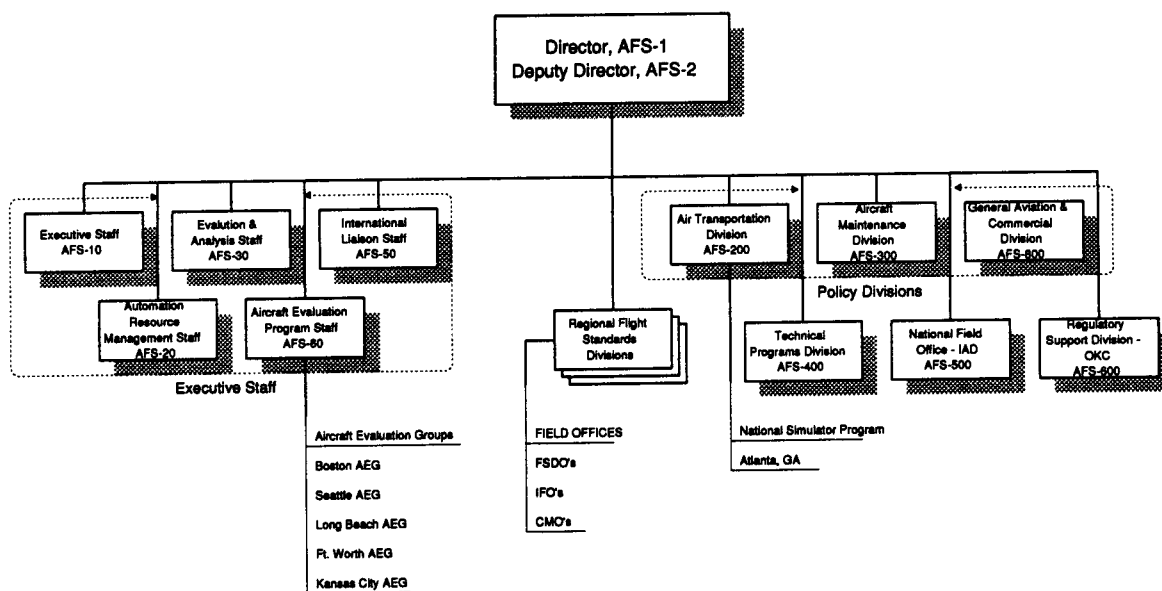 Director, AFS-1
Deputy Director, AFS-2
Executive Staff
AFS-10
Evalution &
Analysis Staff
AFS-30
International
Liaison Staff
AFS-50
Automation
Resource
Management Staff
AFS-20
Aircraft Evaluation
Program Staff
AFS-60
Executive Staff
Air Transportation
Division
AFS-200
Aircraft
Maintenance
Division
AFS-300
General Aviation &
Commercial
Division
AFS-800
Policy Divisions
Regional Flight
Standards
Divisions
Technical
Programs Division
AFS-400
National Field
Office - IAD
AFS-500
Regulatory
Support Division -
OKC
AFS-600
Aircraft Evaluation Groups
Boston AEG
Seattle AEG
Long Beach AEG
Ft. Worth AEG
Kansas City AEG
FIELD OFFICES
FSDO's
IFO's
CMO's
National Simulator Program
Atlanta, GA